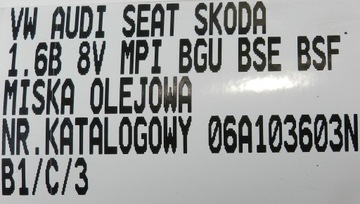 VW AUDI SEAT SKODA
1.6B 8V MPI BGU BSE BSF
MISKA OLEJOWA
NR.KATALOGOWY 06A103603N
B1/C/3